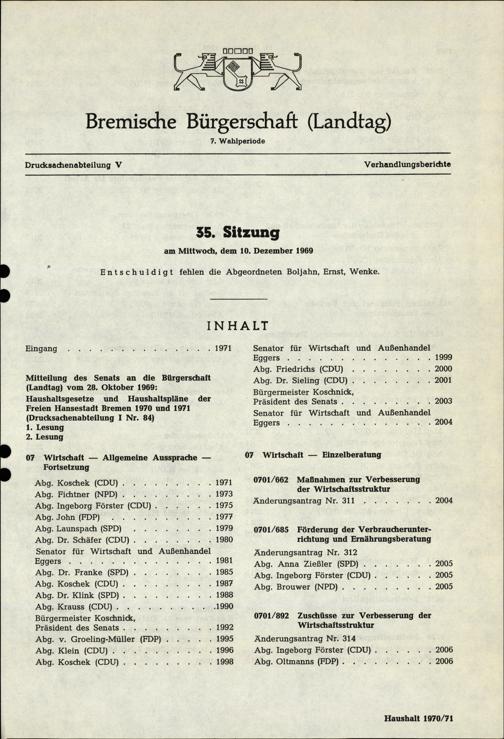 Bremische Bürgerschaft (Landtag)
7. Wahlperiode
Drucksachenabteilung V
Verhandlungsberichte
35. Sitzung
am Mittwoch, dem 10. Dezember 1969
Entschuldigt fehlen die Abgeordneten Boljahn, Ernst, Wenke.
INHALT
Eingang . . . . . . . . . . . . . . 1971
Mitteilung des Senats an die Bürgerschaft
(Landtag) vom 28. Oktober 1969:
Haushaltsgesetze und Haushaltspläne der
Freien Hansestadt Bremen 1970 und 1971
(Drucksachenabteilung I Nr. 84)
1. Lesung
2. Lesung
07 Wirtschaft — Allgemeine Aussprache —
Fortsetzung
Abg. Koschek (CDU) . . . . . . . . . 1971
Abg. Fichtner (NPD) . . . . . . . . . 1973
Abg. Ingeborg Förster (CDU) . . . . . . 1975
Abg. John (FDP) . . . . . . . . . . 1977
Abg. Launspach (SPD) . . . . . . . . 1979
Abg. Dr. Schäfer (CDU) . . . . . . . . 1980
Senator für Wirtschaft und Außenhandel
Eggers . . . . . . . . . . . . . . 1981
Abg. Dr. Franke (SPD) . . . . . . . . 1985
Abg. Koschek (CDU) . . . . . . . . . 1987
Abg. Dr. Klink (SPD) . . . . . . . . . 1988
Abg. Krauss (CDU) . . . . . . . . . .1990
Bürgermeister Koschnick,
Präsident des Senats . . . . . . . . . 1992
Abg. v. Groeling-Müller (FDP) . . . . . 1995
Abg. Klein (CDU) . . . . . . . . . . 1996
Abg. Koschek (CDU) . . . . . . . . . 1998
Senator für Wirtschaft und Außenhandel
Eggers . . . . . . . . . . . . . . 1999
Abg. Friedrichs (CDU) . . . . . . . . 2000
Abg. Dr. Sieling (CDU) . . . . . . . . 2001
Bürgermeister Koschnick,
Präsident des Senats . . . . . . . . . 2003
Senator für Wirtschaft und Außenhandel
Eggers . . . . . . . . . . . . . . 2004
07 Wirtschaft — Einzelberatung
0701/662 Maßnahmen zur Verbesserung
der Wirtschaftsstruktur
Änderungsantrag Nr. 311 . . . . . . . 2004
0701/685 Förderung der Verbraucherunter-
richtung und Ernährungsberatung
Änderungsantrag Nr. 312
Abg. Anna Zießler (SPD) . . . . . . . 2005
Abg. Ingeborg Förster (CDU) . . . . . . 2005
Abg. Brouwer (NPD) . . . . . . . . . 2005
0701/892 Zuschüsse zur Verbesserung der
Wirtschaftsstruktur
Änderungsantrag Nr. 314
Abg. Ingeborg Förster (CDU) . . . . . . 2006
Abg. Oltmanns (FDP) . . . . . . . . . 2006
Haushalt 1970/71